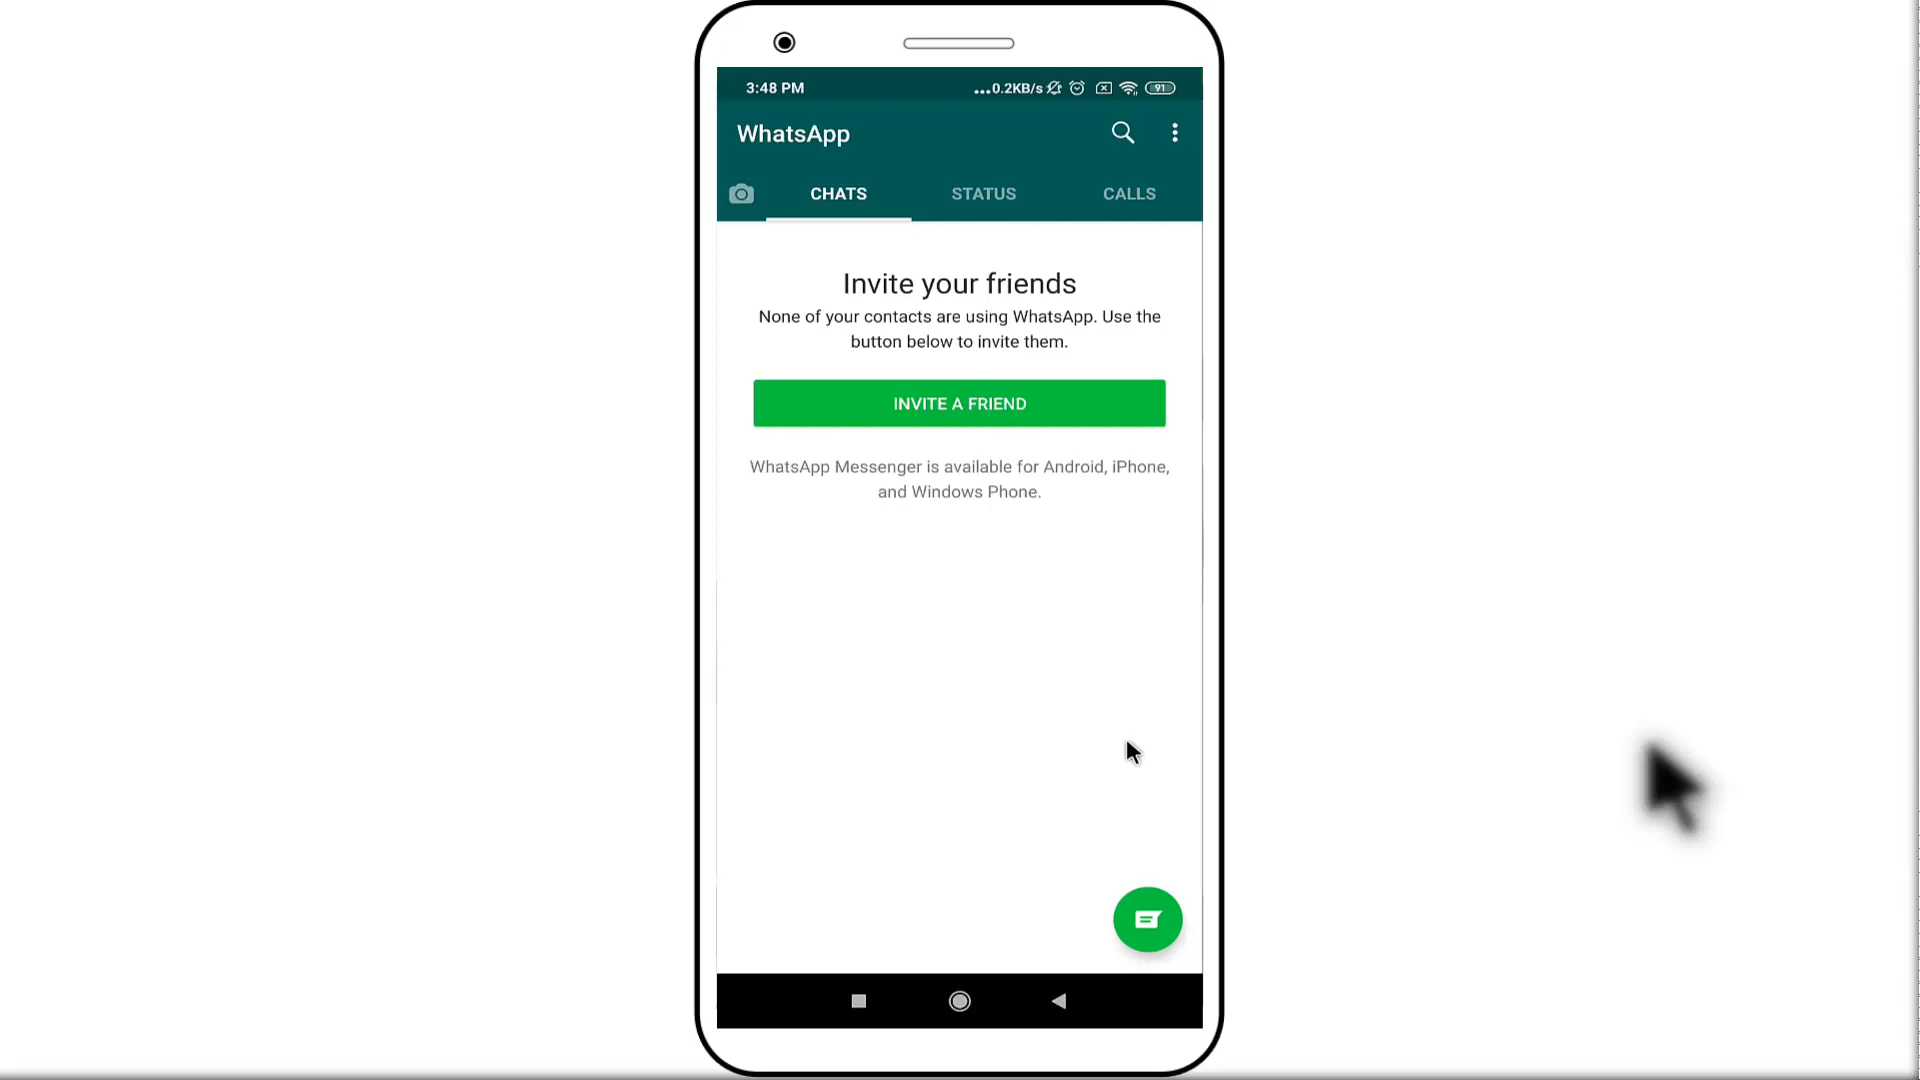 3:48 PM
...0.2KB/s
91
WhatsApp
CHATS
STATUS
CALLS
Invite your friends
None of your contacts are using WhatsApp. Use the
button below to invite them.
INVITE A FRIEND
WhatsApp Messenger is available for Android, iPhone,
and Windows Phone.